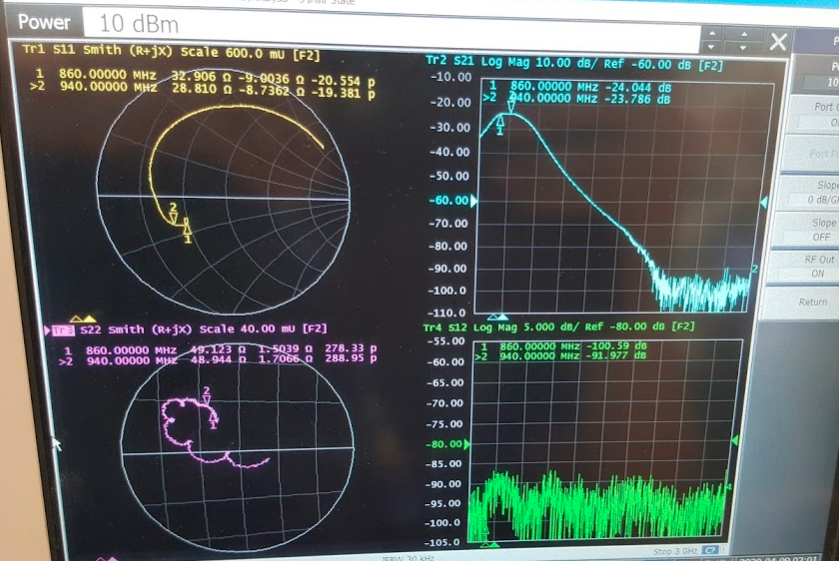 Power 10 dBm
Tr1 S11 Smith (R+jX) Scale 600.0 mU [F2]
1 860.00000 MHz 32.906 Ω -9.0036 Ω -20.554 p
>2 940.00000 MHz 28.810 Ω -8.7362 Ω -19.381 p
2
1
Tr2 S21 Log Mag 10.00 dB/ Ref -60.00 dB [F2]
-10.00
1 860.00000 MHz -24.044 dB
>2 940.00000 MHz -23.786 dB
-20.00
-30.00
-40.00
-50.00
-60.00
-70.00
-80.00
-90.00
-100.0
-110.0
1
2
Tr3 S22 Smith (R+jX) Scale 40.00 mU [F2]
1 860.00000 MHz 49.123 Ω 1.5039 Ω 278.33 p
>2 940.00000 MHz 48.944 Ω 1.7066 Ω 288.95 p
2
1
Tr4 S12 Log Mag 5.000 dB/ Ref -80.00 dB [F2]
-55.00
1 860.00000 MHz -100.59 dB
>2 940.00000 MHz -91.977 dB
-60.00
-65.00
-70.00
-75.00
-80.00
-85.00
-90.00
-95.00
-100.0
-105.0
Stop 3 GHz
30 kHz
Port
Slope
0 dB/G
Slope
OFF
RF Out
ON
Return